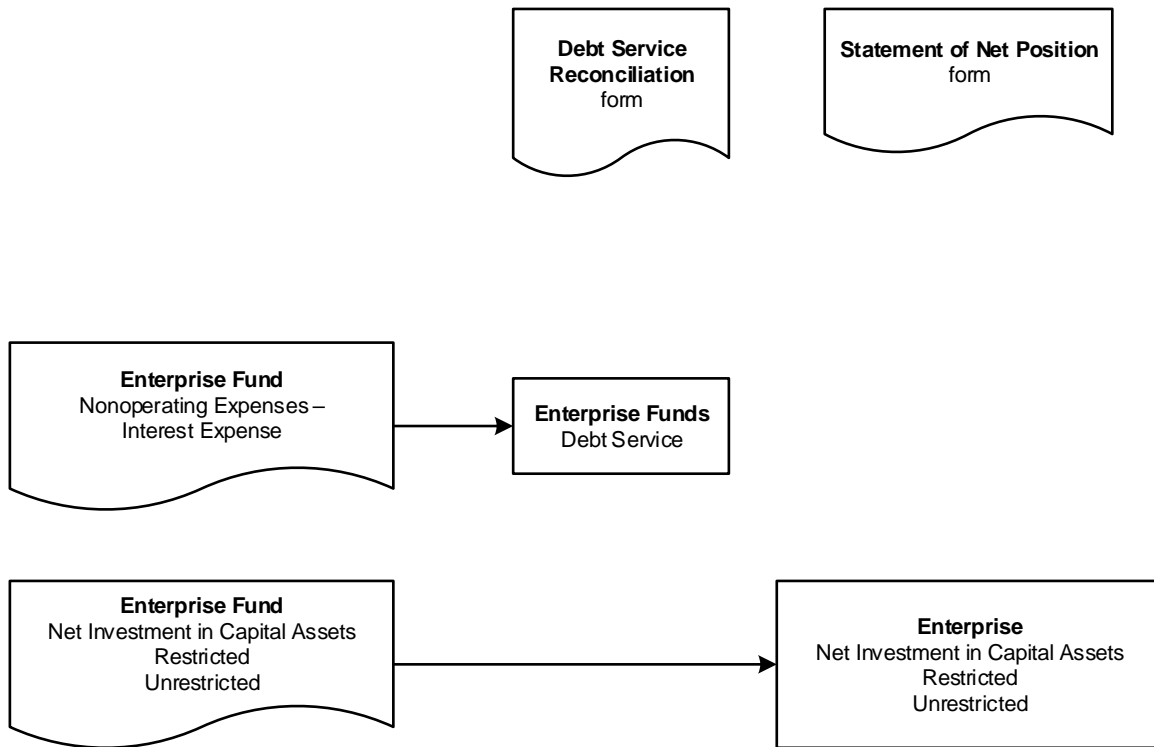 Debt Service
Reconciliation
form
Statement of Net Position
form
Enterprise Fund
Nonoperating Expenses –
Interest Expense
Enterprise Funds
Debt Service
Enterprise Fund
Net Investment in Capital Assets
Restricted
Unrestricted
Enterprise
Net Investment in Capital Assets
Restricted
Unrestricted